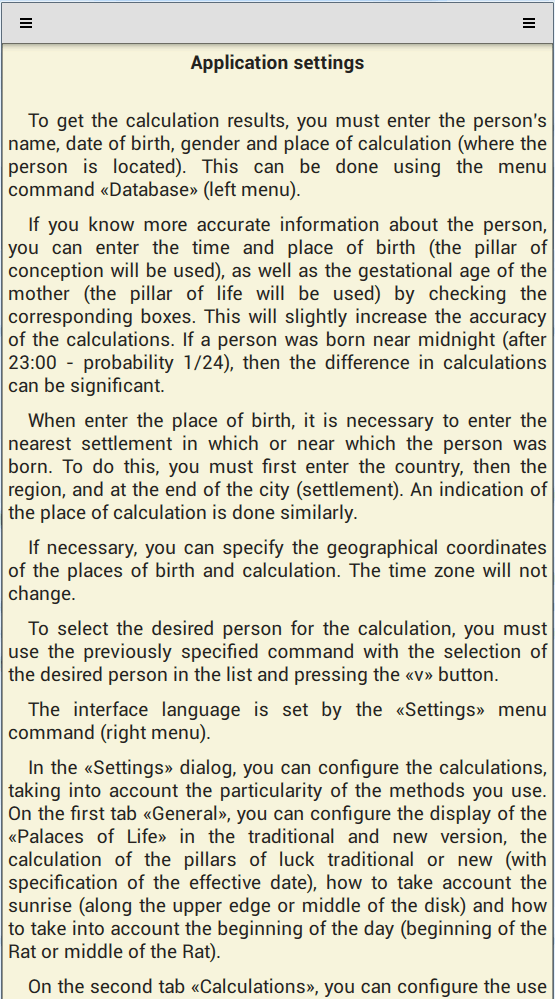 Application settings
To get the calculation results, you must enter the person's
name, date of birth, gender and place of calculation (where the
person is located). This can be done using the menu
command «Database» (left menu).
If you know more accurate information about the person,
you can enter the time and place of birth (the pillar of
conception will be used), as well as the gestational age of the
mother (the pillar of life will be used) by checking the
corresponding boxes. This will slightly increase the accuracy
of the calculations. If a person was born near midnight (after
23:00 - probability 1/24), then the difference in calculations
can be significant.
When enter the place of birth, it is necessary to enter the
nearest settlement in which or near which the person was
born. To do this, you must first enter the country, then the
region, and at the end of the city (settlement). An indication of
the place of calculation is done similarly.
If necessary, you can specify the geographical coordinates
of the places of birth and calculation. The time zone will not
change.
To select the desired person for the calculation, you must
use the previously specified command with the selection of
the desired person in the list and pressing the «v» button.
The interface language is set by the «Settings» menu
command (right menu).
In the «Settings» dialog, you can configure the calculations,
taking into account the particularity of the methods you use.
On the first tab «General», you can configure the display of the
«Palaces of Life» in the traditional and new version, the
calculation of the pillars of luck traditional or new (with
specification of the effective date), how to take account the
sunrise (along the upper edge or middle of the disk) and how
to take into account the beginning of the day (beginning of the
Rat or middle of the Rat).
On the second tab «Calculations», you can configure the use